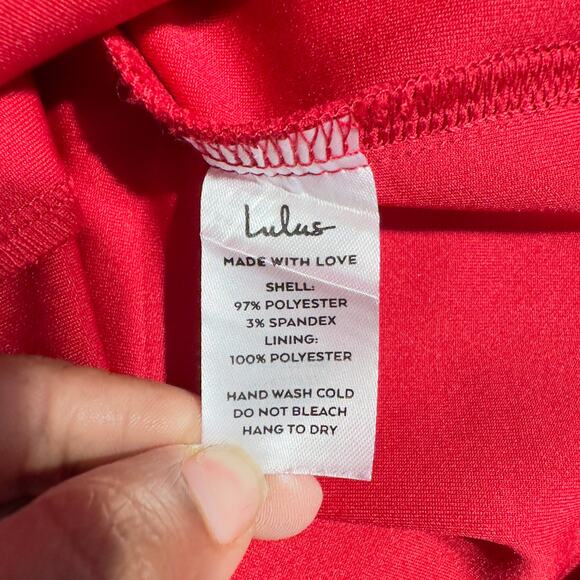 Lulus
MADE WITH LOVE
SHELL:
97% POLYESTER
3% SPANDEX
LINING:
100% POLYESTER
HAND WASH COLD
DO NOT BLEACH
HANG TO DRY